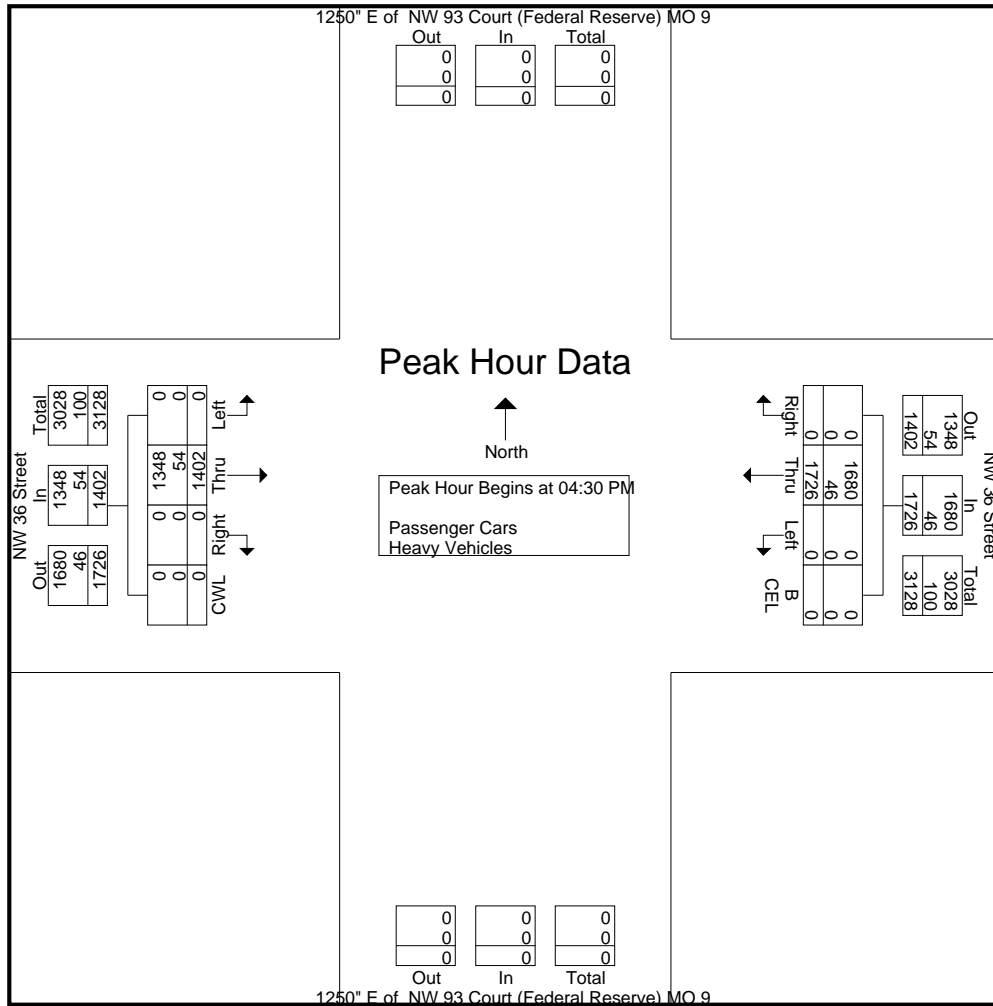 1250" E of NW 93 Court (Federal Reserve) MO 9
Out In Total
0 0 0
0 0 0
0 0 0
Peak Hour Data
North
Peak Hour Begins at 04:30 PM
Passenger Cars
Heavy Vehicles
NW 36 Street
Total
3028
100
3128
In
1348
54
1402
Out
1680
46
1726
Left
0
0
0
Thru
1348
54
1402
Right
0
0
0
CWL
0
0
0
Right
0
0
0
Thru
1680
46
1726
Left
0
0
0
B
CEL
0
0
0
NW 36 Street
Out
1348
54
1402
In
1680
46
1726
Total
3028
100
3128
0 0 0
0 0 0
0 0 0
Out In Total
1250" E of NW 93 Court (Federal Reserve) MO 9